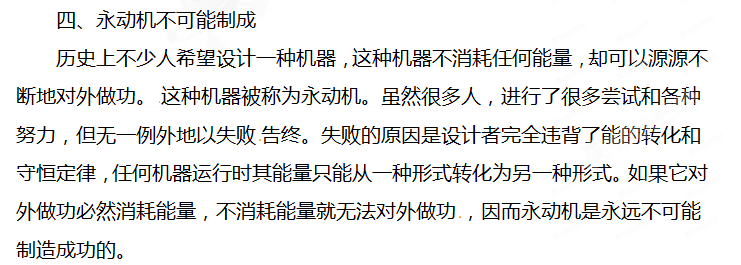 四、永动机不可能制成
历史上不少人希望设计一种机器，这种机器不消耗任何能量，却可以源源不
断地对外做功。 这种机器被称为永动机。虽然很多人，进行了很多尝试和各种
努力，但无一例外地以失败.告终。失败的原因是设计者完全违背了能的转化和
守恒定律，任何机器运行时其能量只能从一种形式转化为另一种形式。如果它对
外做功必然消耗能量，不消耗能量就无法对外做功.，因而永动机是永远不可能
制造成功的。